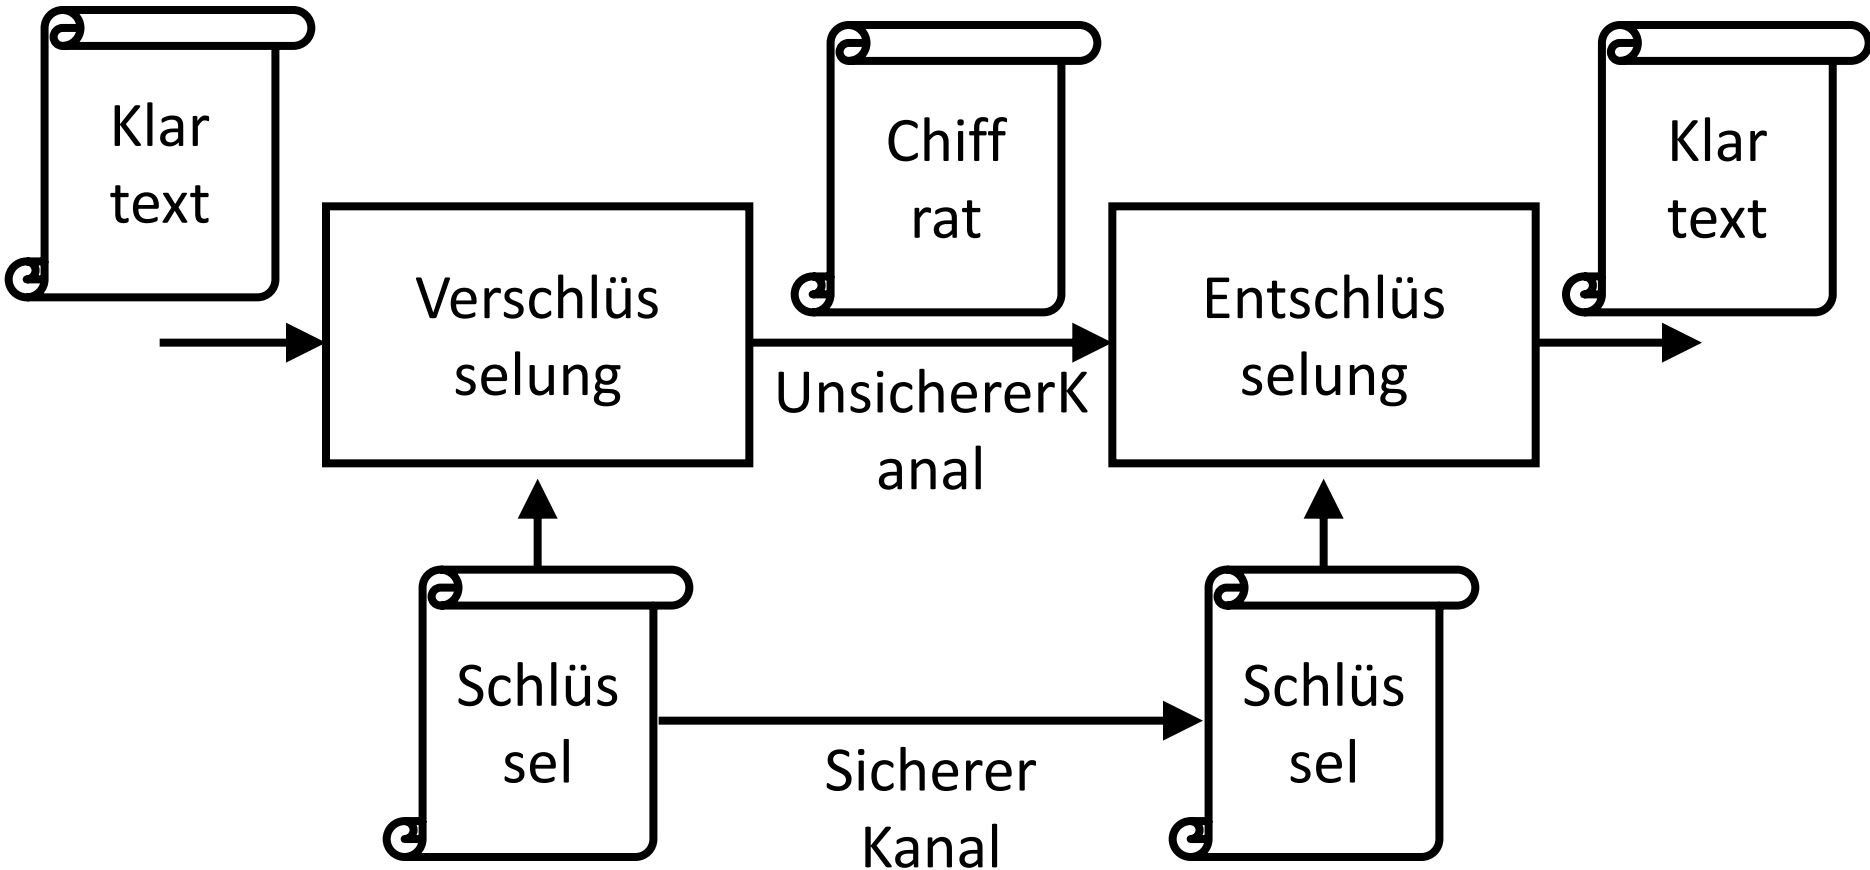 Klar
text
Verschlüs
selung
Chiff
rat
UnsichererK
anal
Entschlüs
selung
Klar
text
Schlüs
sel
Sicherer
Kanal
Schlüs
sel